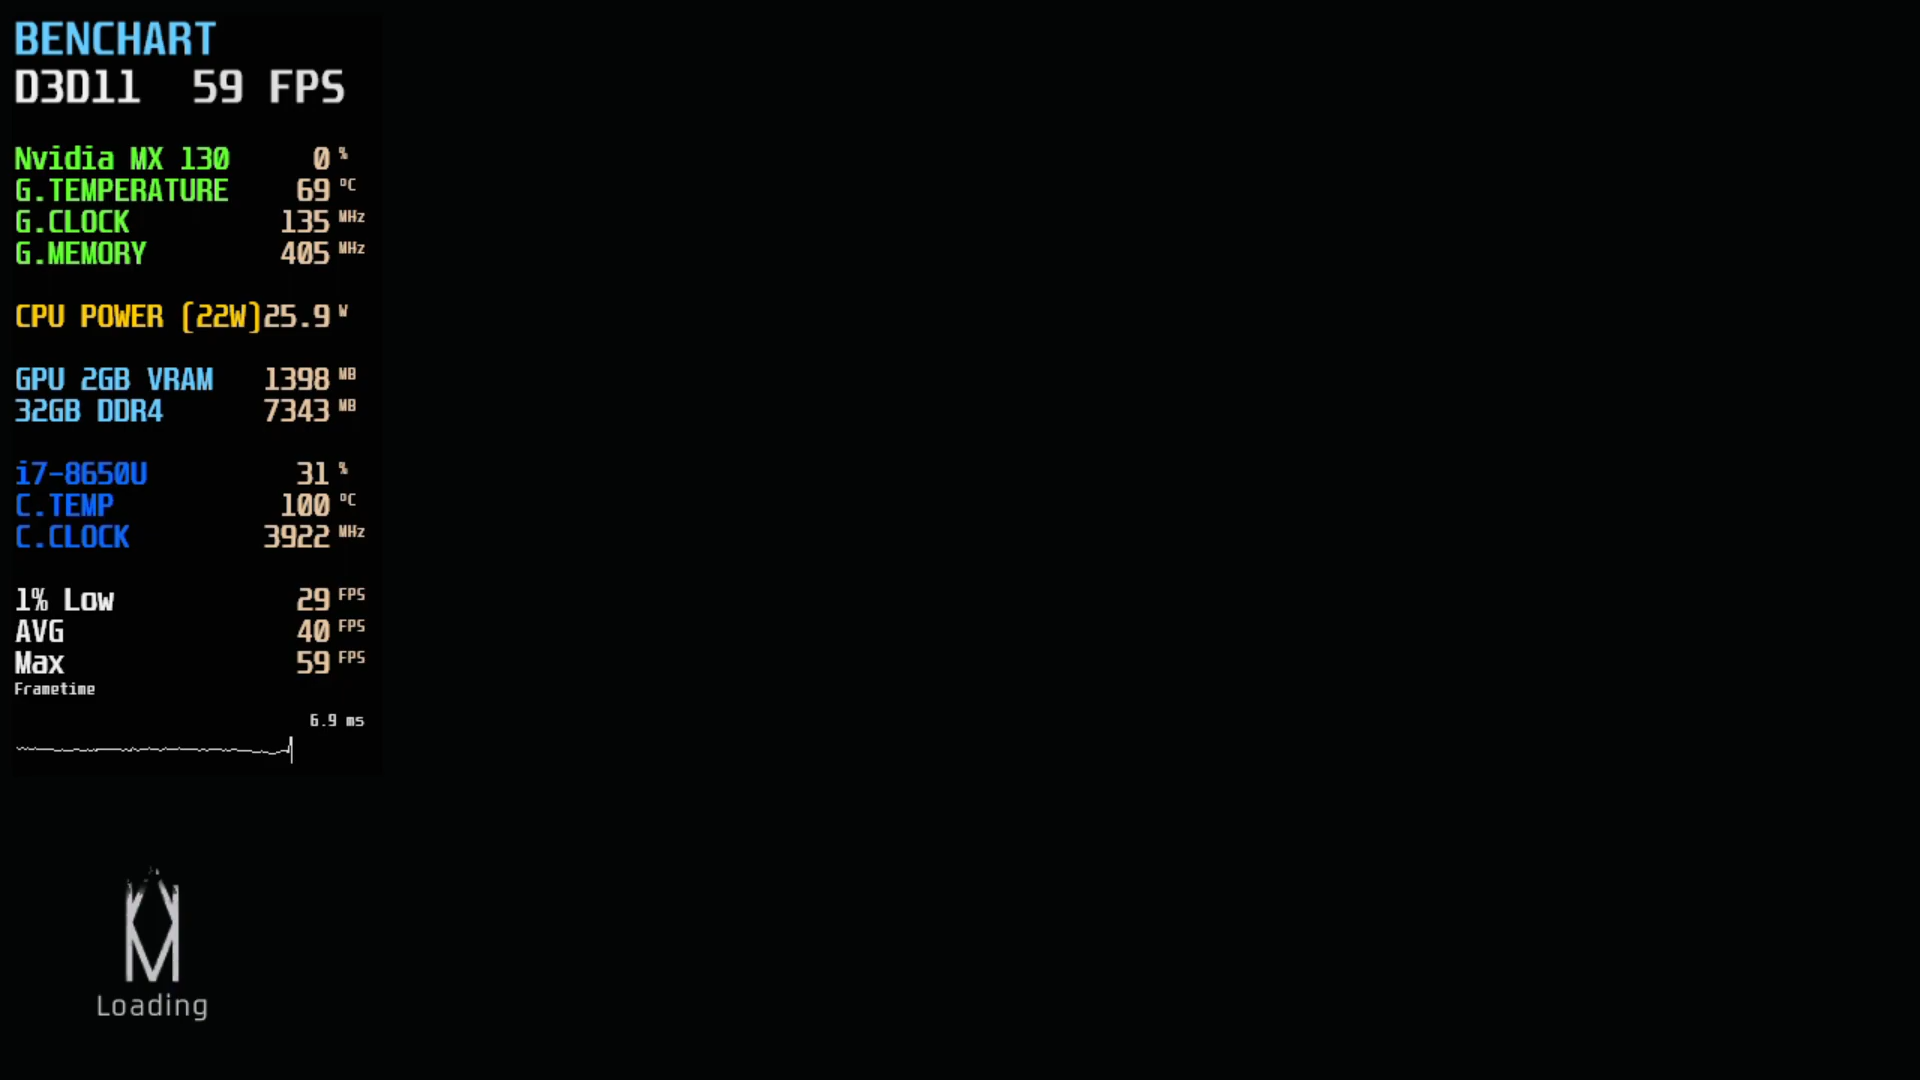 BENCHART
D3D11 59 FPS
Nvidia MX 130 0 %
G.TEMPERATURE 69 °C
G.CLOCK 135 MHz
G.MEMORY 405 MHz
CPU POWER (22W)25.9 W
GPU 2GB VRAM 1398 MB
32GB DDR4 7343 MB
i7-8650U 31 %
C.TEMP 100 °C
C.CLOCK 3922 MHz
1% Low 29 FPS
AVG 40 FPS
Max 59 FPS
Frametime
6.9 ms
Loading